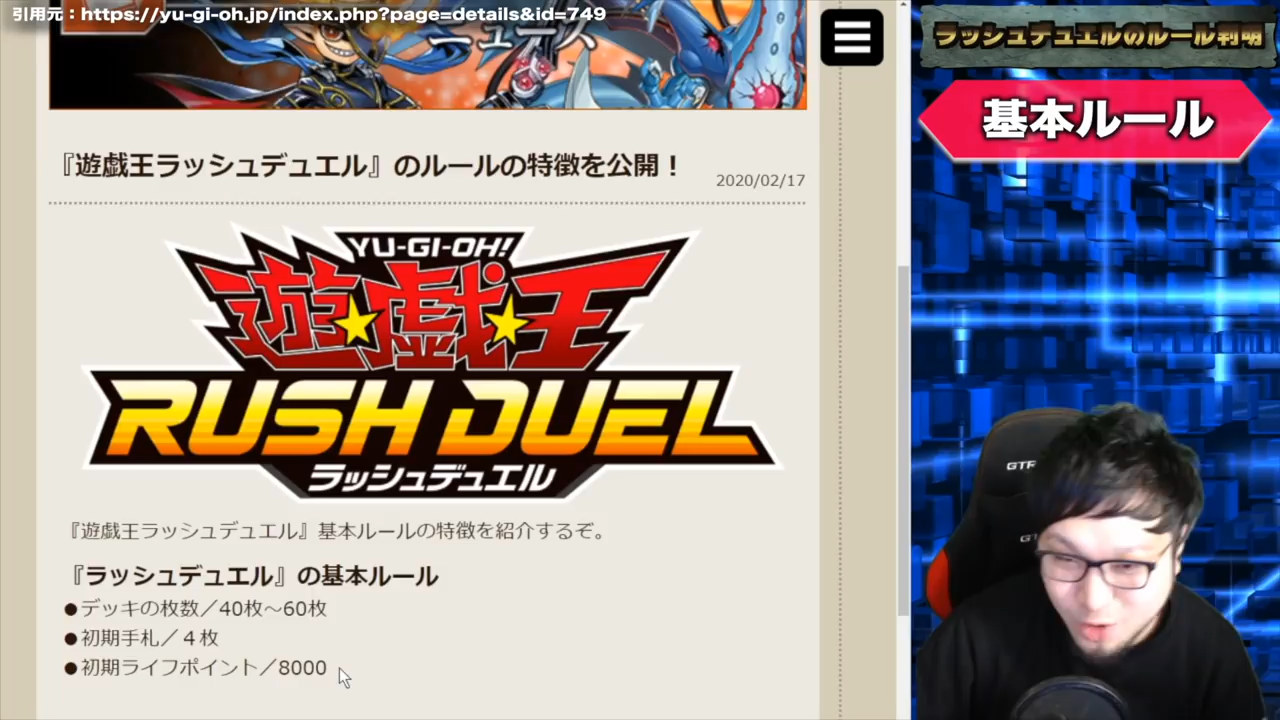 引用元：https://yu-gi-oh.jp/index.php?page=details&id=749
ニュース
ラッシュデュエルのルール判明
基本ルール
『遊戯王ラッシュデュエル』のルールの特徴を公開！
2020/02/17
YU-GI-OH!
遊戯王
RUSH DUEL
ラッシュデュエル
『遊戯王ラッシュデュエル』基本ルールの特徴を紹介するぞ。
『ラッシュデュエル』の基本ルール
●デッキの枚数／40枚～60枚
●初期手札／４枚
●初期ライフポイント／8000